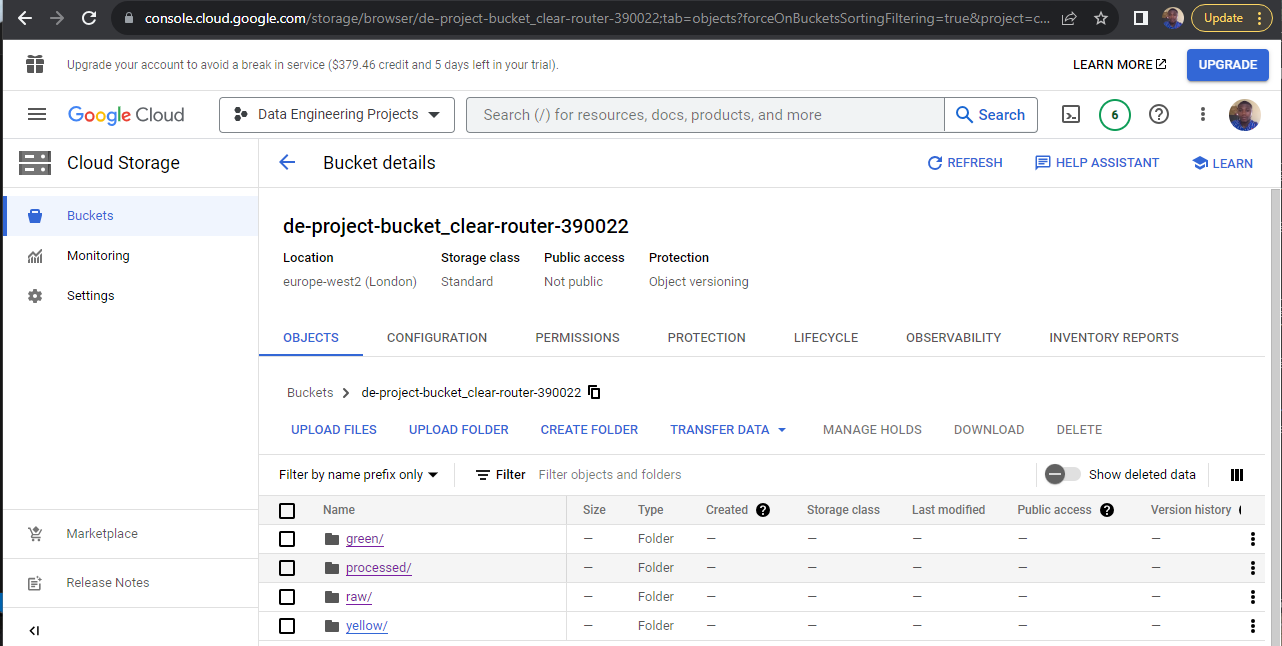 console.cloud.google.com/storage/browser/de-project-bucket_clear-router-390022;tab=objects?forceOnBucketsSortingFiltering=true&project=c...
Update
Upgrade your account to avoid a break in service ($379.46 credit and 5 days left in your trial).
LEARN MORE
UPGRADE
Google Cloud
Data Engineering Projects
Search (/) for resources, docs, products, and more
Search
6
Cloud Storage
Bucket details
REFRESH
HELP ASSISTANT
LEARN
Buckets
Monitoring
Settings
Marketplace
Release Notes
de-project-bucket_clear-router-390022
Location Storage class Public access Protection
europe-west2 (London) Standard Not public Object versioning
OBJECTS CONFIGURATION PERMISSIONS PROTECTION LIFECYCLE OBSERVABILITY INVENTORY REPORTS
Buckets > de-project-bucket_clear-router-390022
UPLOAD FILES UPLOAD FOLDER CREATE FOLDER TRANSFER DATA MANAGE HOLDS DOWNLOAD DELETE
Filter by name prefix only Filter Filter objects and folders Show deleted data
Name Size Type Created Storage class Last modified Public access Version history
green/ — Folder — — — — —
processed/ — Folder — — — — —
raw/ — Folder — — — — —
yellow/ — Folder — — — — —